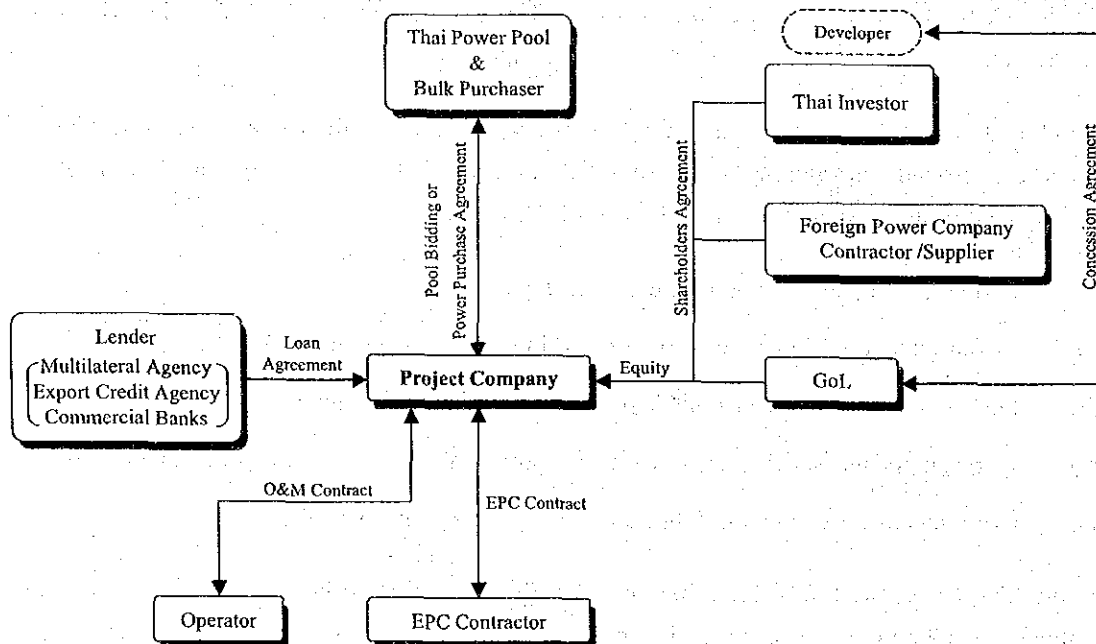 Thai Power Pool
&
Bulk Purchaser
Developer
Thai Investor
Foreign Power Company
Contractor /Supplier
Concession Agreement
Shareholders Agreement
Pool Bidding or
Power Purchase Agreement
Lender
Multilateral Agency
Export Credit Agency
Commercial Banks
Loan
Agreement
Project Company
Equity
GoL
O&M Contract
EPC Contract
Operator
EPC Contractor